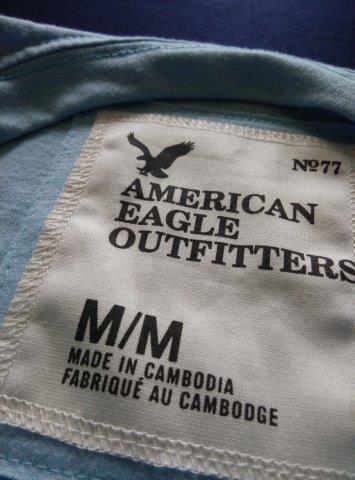 №77
AMERICAN
EAGLE
OUTFITTERS
M/M
MADE IN CAMBODIA
FABRIQUÉ AU CAMBODGE